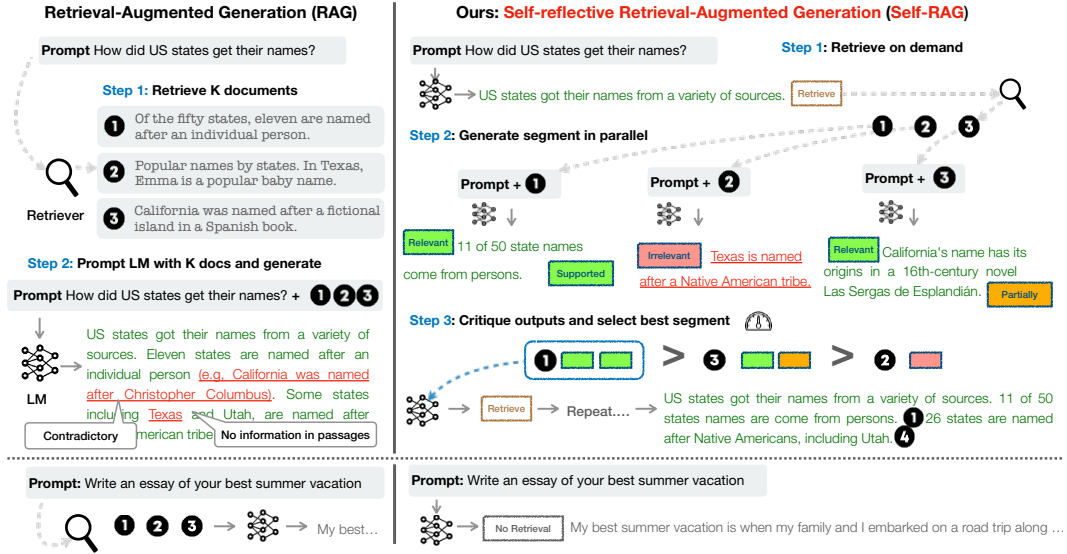 Retrieval-Augmented Generation (RAG)
Prompt How did US states get their names?
Step 1: Retrieve K documents
1 Of the fifty states, eleven are named
after an individual person.
2 Popular names by states. In Texas,
Emma is a popular baby name.
Retriever
3 California was named after a fictional
island in a Spanish book.
Step 2: Prompt LM with K docs and generate
Prompt How did US states get their names? + 1 2 3
LM
US states got their names from a variety of
sources. Eleven states are named after an
individual person (e.g, California was named
after Christopher Columbus). Some states
including Texas and Utah, are named after
merican tribe
Contradictory
No information in passages
Prompt: Write an essay of your best summer vacation
1 2 3
My best...
Ours: Self-reflective Retrieval-Augmented Generation (Self-RAG)
Prompt How did US states get their names?
Step 1: Retrieve on demand
US states got their names from a variety of sources. Retrieve
Step 2: Generate segment in parallel
1 2 3
Prompt + 1
Prompt + 2
Prompt + 3
Relevant 11 of 50 state names
come from persons. Supported
Irrelevant Texas is named
after a Native American tribe.
Relevant California's name has its
origins in a 16th-century novel
Las Sergas de Esplandián. Partially
Step 3: Critique outputs and select best segment
1 > 3 > 2
Retrieve
Repeat....
US states got their names from a variety of sources. 11 of 50
states names are come from persons. 1 26 states are named
after Native Americans, including Utah. 4
Prompt: Write an essay of your best summer vacation
No Retrieval
My best summer vacation is when my family and I embarked on a road trip along ...